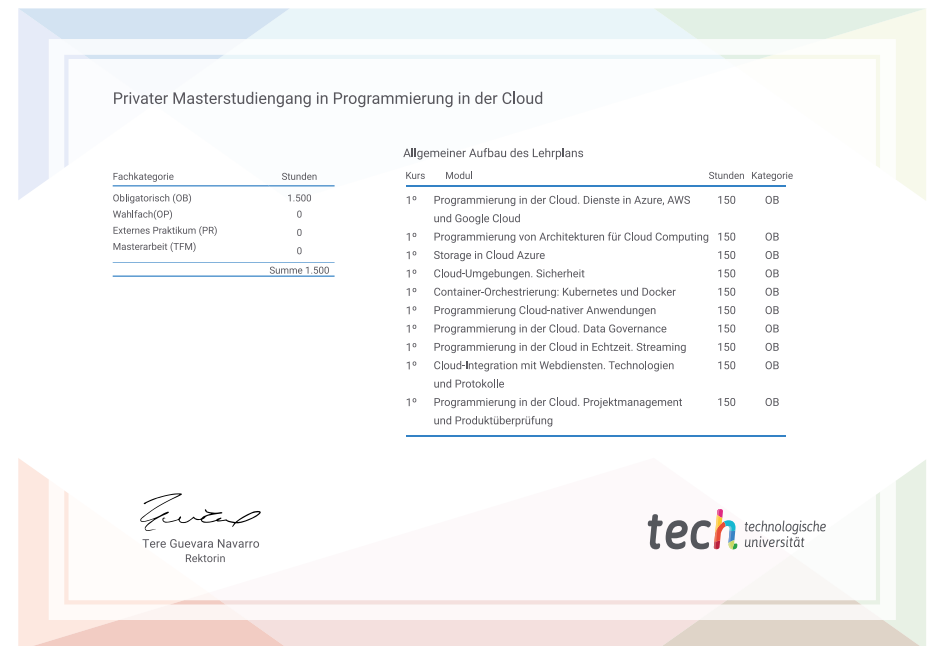 Privater Masterstudiengang in Programmierung in der Cloud
Fachkategorie Stunden
Obligatorisch (OB) 1.500
Wahlfach(OP) 0
Externes Praktikum (PR) 0
Masterarbeit (TFM) 0
Summe 1.500
Allgemeiner Aufbau des Lehrplans
Kurs Modul Stunden Kategorie
1º Programmierung in der Cloud. Dienste in Azure, AWS 150 OB
und Google Cloud
1º Programmierung von Architekturen für Cloud Computing 150 OB
1º Storage in Cloud Azure 150 OB
1º Cloud-Umgebungen. Sicherheit 150 OB
1º Container-Orchestrierung: Kubernetes und Docker 150 OB
1º Programmierung Cloud-nativer Anwendungen 150 OB
1º Programmierung in der Cloud. Data Governance 150 OB
1º Programmierung in der Cloud in Echtzeit. Streaming 150 OB
1º Cloud-Integration mit Webdiensten. Technologien 150 OB
und Protokolle
1º Programmierung in der Cloud. Projektmanagement 150 OB
und Produktüberprüfung
Tere Guevara Navarro
Rektorin
tech technologische
universität